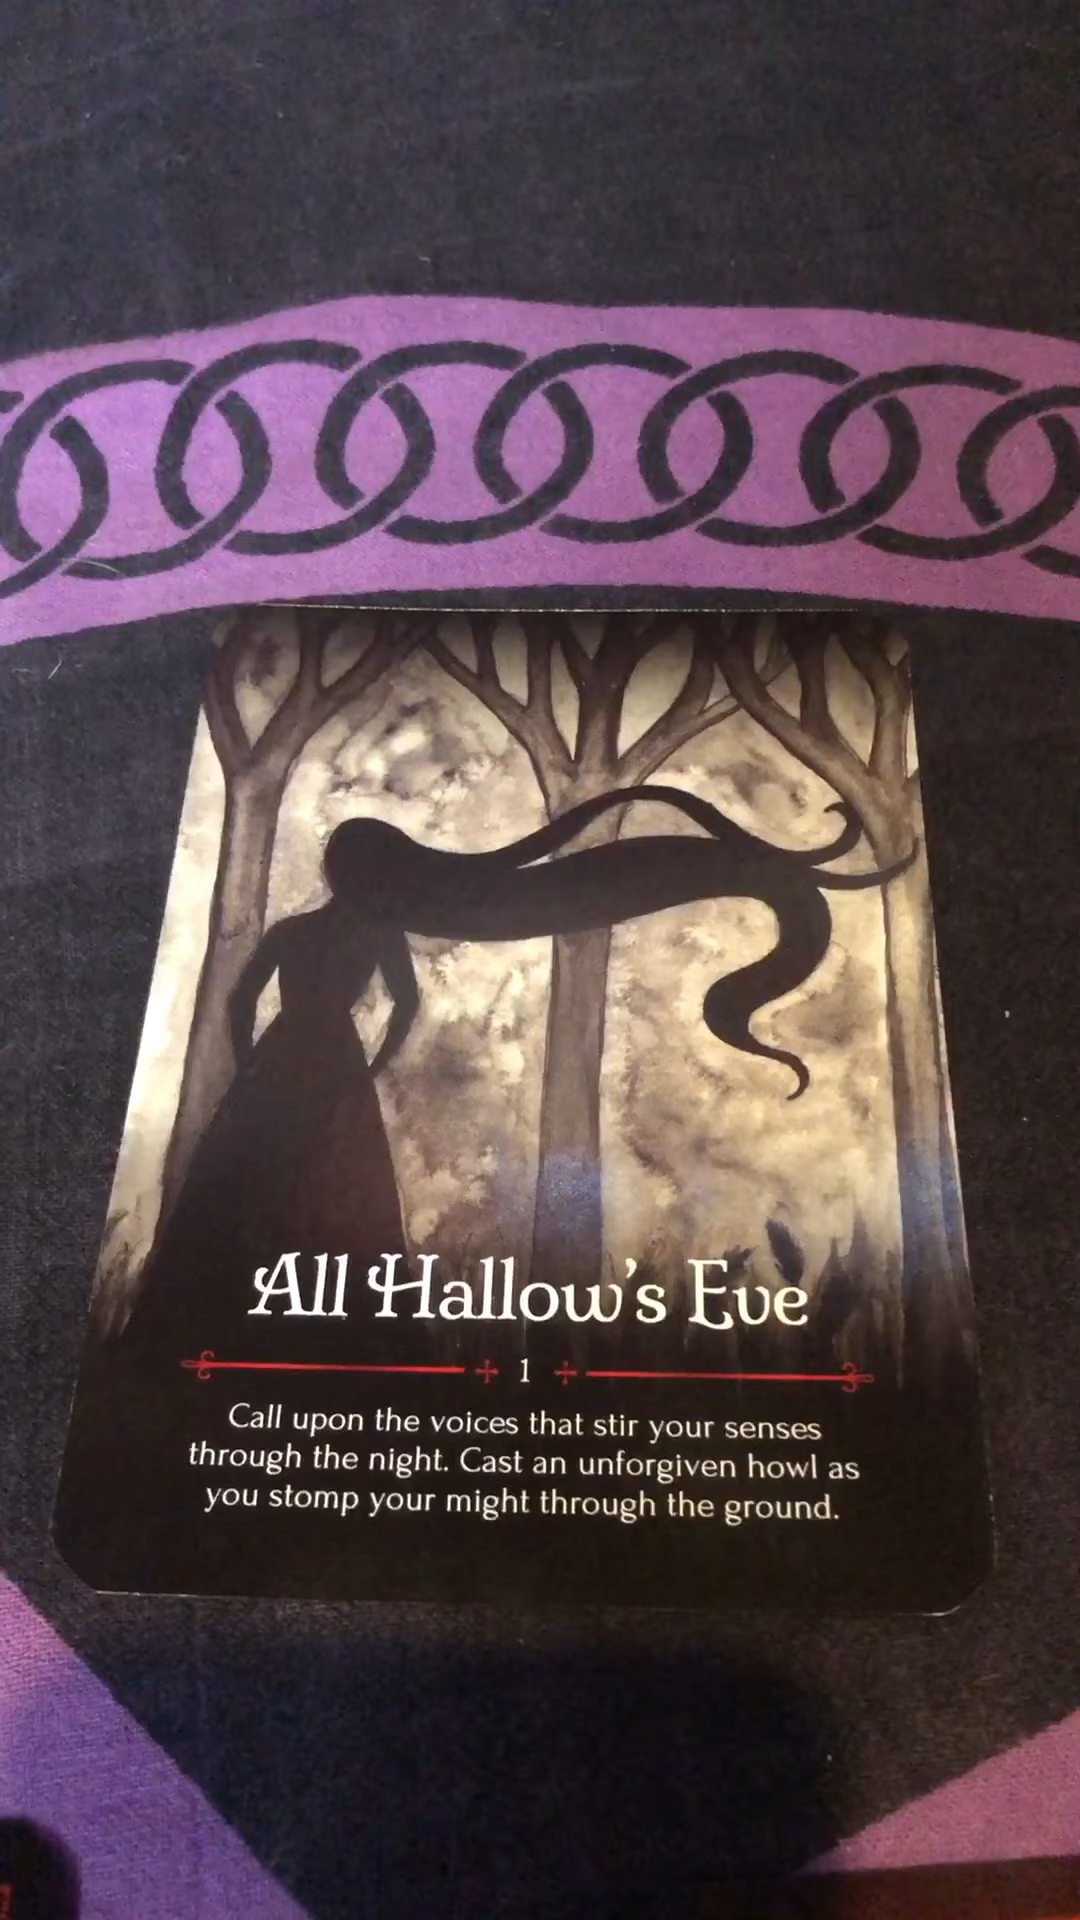 All Hallow's Eve
1
Call upon the voices that stir your senses
through the night. Cast an unforgiven howl as
you stomp your might through the ground.